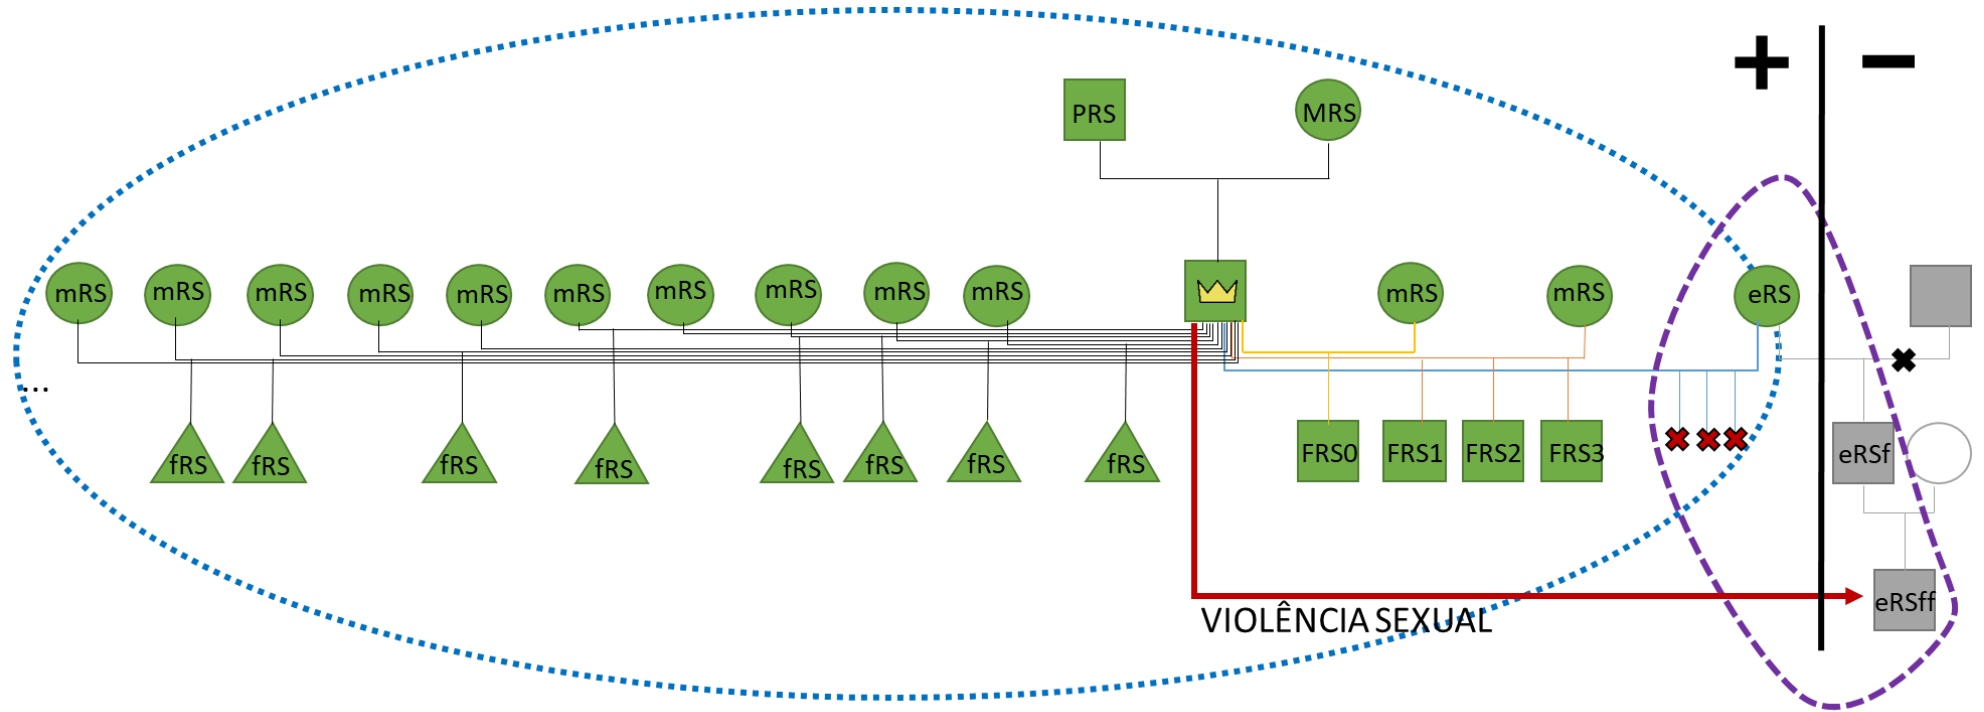 + −
PRS MRS
mRS mRS mRS mRS mRS mRS mRS mRS mRS mRS mRS mRS eRS
...
fRS fRS fRS fRS fRS fRS fRS fRS FRS0 FRS1 FRS2 FRS3 eRSf
eRSff
VIOLÊNCIA SEXUAL